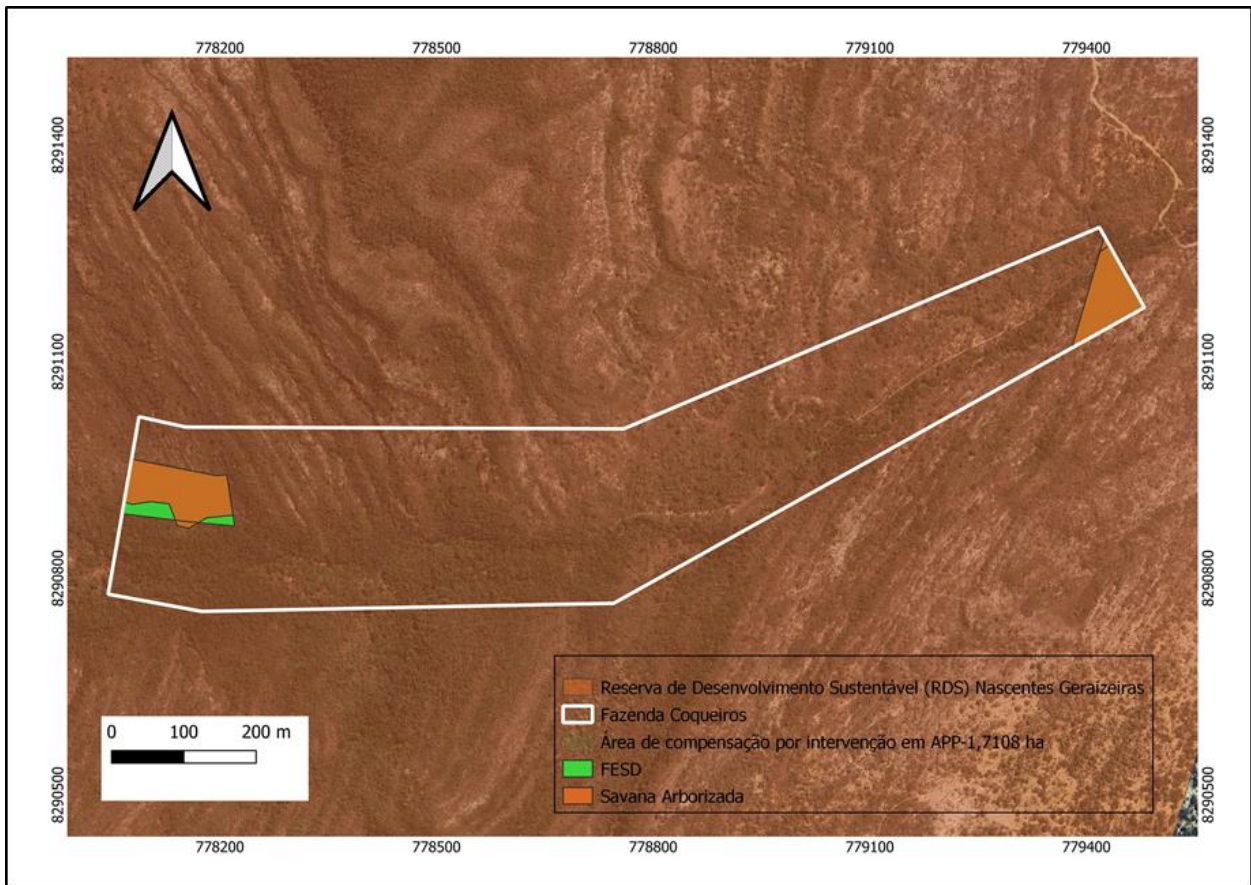 778200 778500 778800 779100 779400
8291400 8291400
8291100 8291100
8290800 8290800
Reserva de Desenvolvimento Sustentável (RDS) Nascentes Geraizeiras
Fazenda Coqueiros
0 100 200 m
Área de compensação por intervenção em APP-1,7108 ha
FESD
Savana Arborizada
8290500 8290500
778200 778500 778800 779100 779400